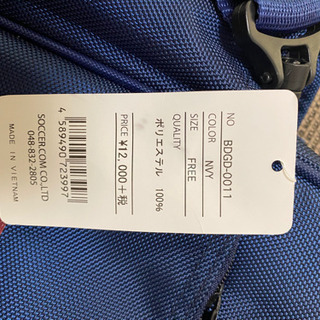 NO BDGD-0011
COLOR NVY
SIZE FREE
QUALITY
ポリエステル 100%
PRICE ¥12,000+税
4 589490 723997
SOCCER.COM CO.,LTD
048-832-2805
MADE IN VIETNAM